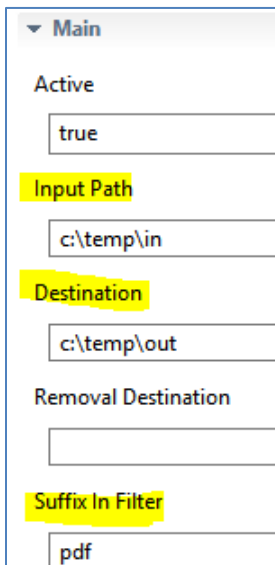 Main
Active
true
Input Path
c:\temp\in
Destination
c:\temp\out
Removal Destination
Suffix In Filter
pdf